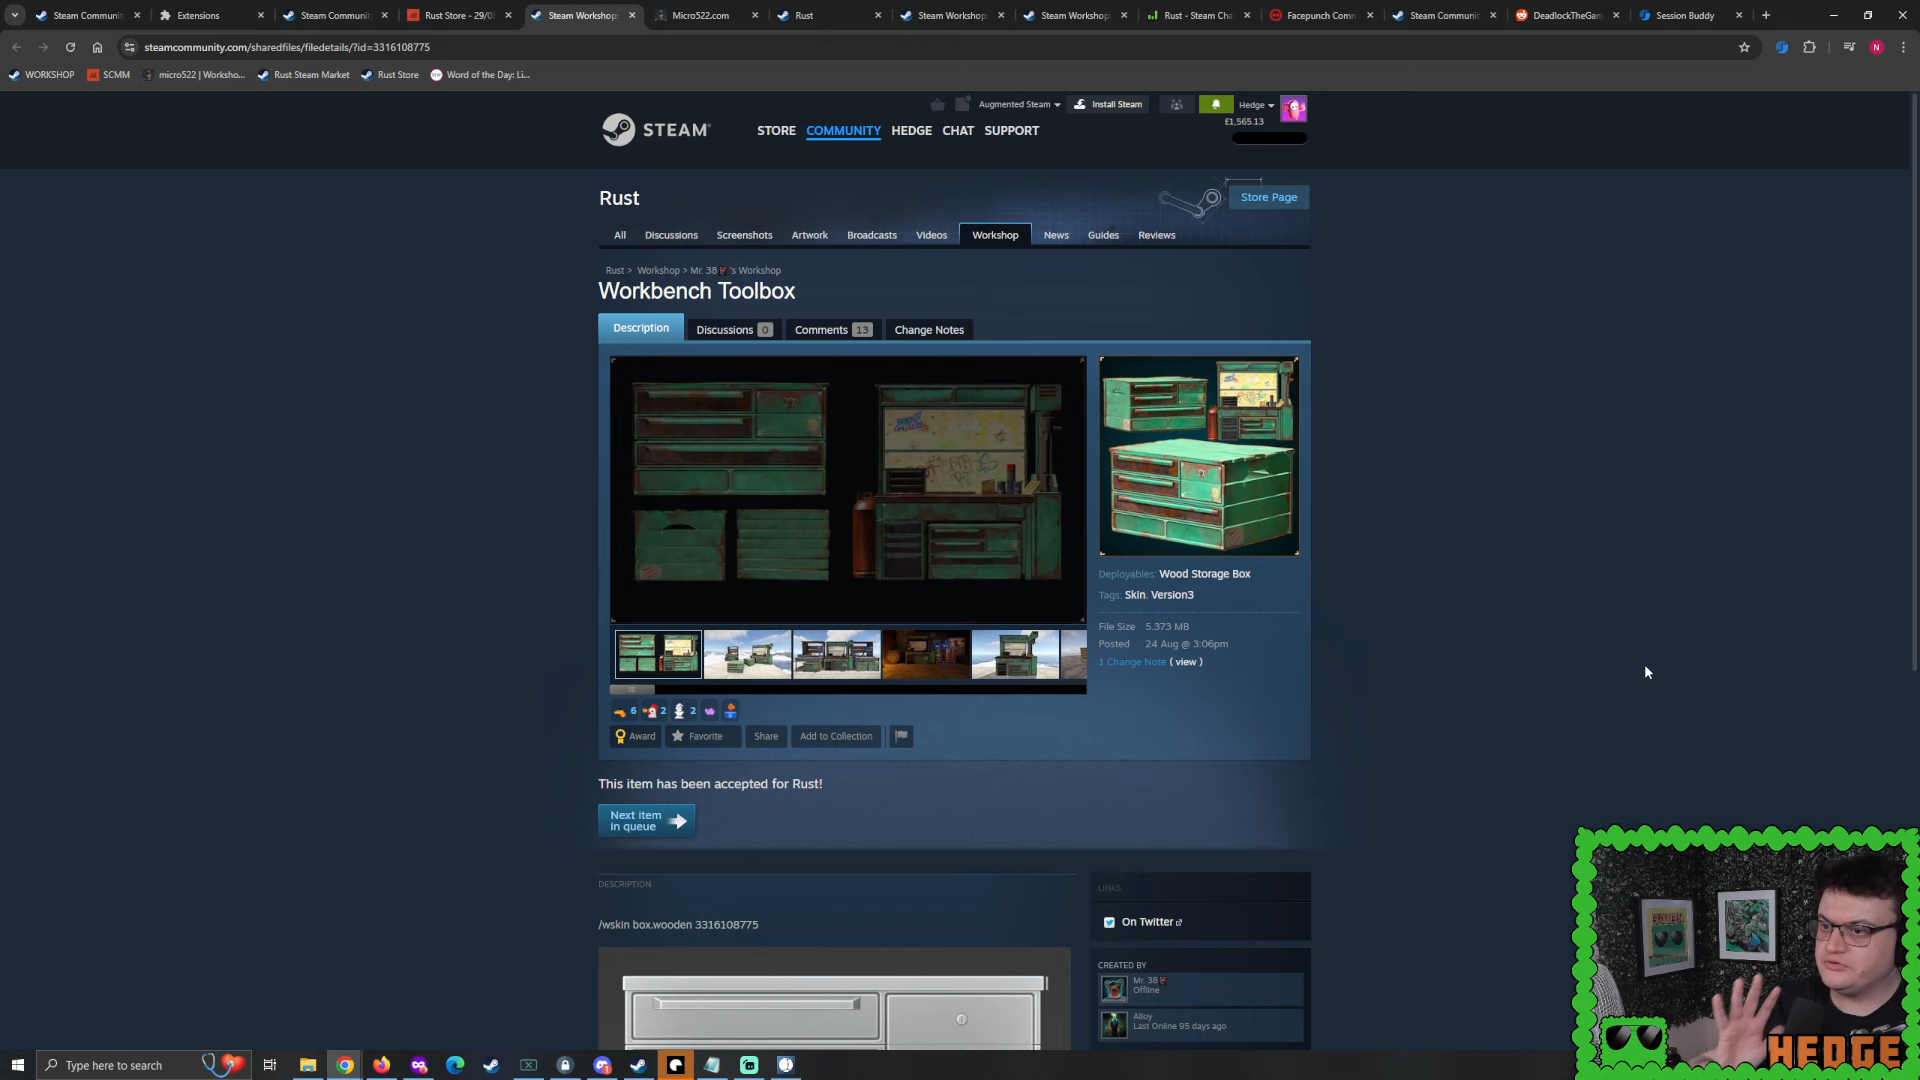 Steam Communit
Extensions
Steam Communit
Rust Store - 29/0
Steam Workshop
Micro522.com
Rust
Steam Workshop
Steam Workshop
Rust - Steam Cha
Facepunch Comm
Steam Communit
DeadlockTheGam
Session Buddy
steamcommunity.com/sharedfiles/filedetails/?id=3316108775
WORKSHOP
SCMM
micro522 | Worksho...
Rust Steam Market
Rust Store
Word of the Day: Li...
Augmented Steam
Install Steam
Hedge
£1,565.13
STEAM
STORE COMMUNITY HEDGE CHAT SUPPORT
Rust
Store Page
All Discussions Screenshots Artwork Broadcasts Videos Workshop News Guides Reviews
Rust > Workshop > Mr. 38's Workshop
Workbench Toolbox
Description
Discussions 0
Comments 13
Change Notes
Deployables: Wood Storage Box
Tags: Skin, Version3
File Size 5.373 MB
Posted 24 Aug @ 3:06pm
1 Change Note ( view )
6 2 2
Award
Favorite
Share
Add to Collection
This item has been accepted for Rust!
Next item
in queue
DESCRIPTION
LINKS
/wskin box.wooden 3316108775
On Twitter
CREATED BY
Mr. 38
Offline
Alloy
Last Online 95 days ago
HEDGE
Type here to search